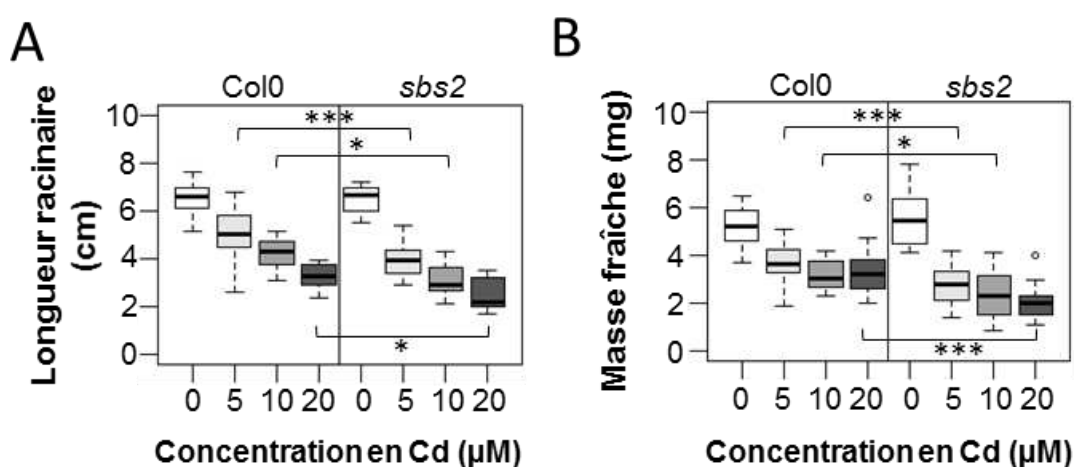 A
Col0 sbs2
Longueur racinaire
(cm)
10
8
6
4
2
0
***
*
*
0 5 10 20 0 5 10 20
Concentration en Cd (µM)
B
Col0 sbs2
Masse fraîche (mg)
10
8
6
4
2
0
***
*
***
0 5 10 20 0 5 10 20
Concentration en Cd (µM)